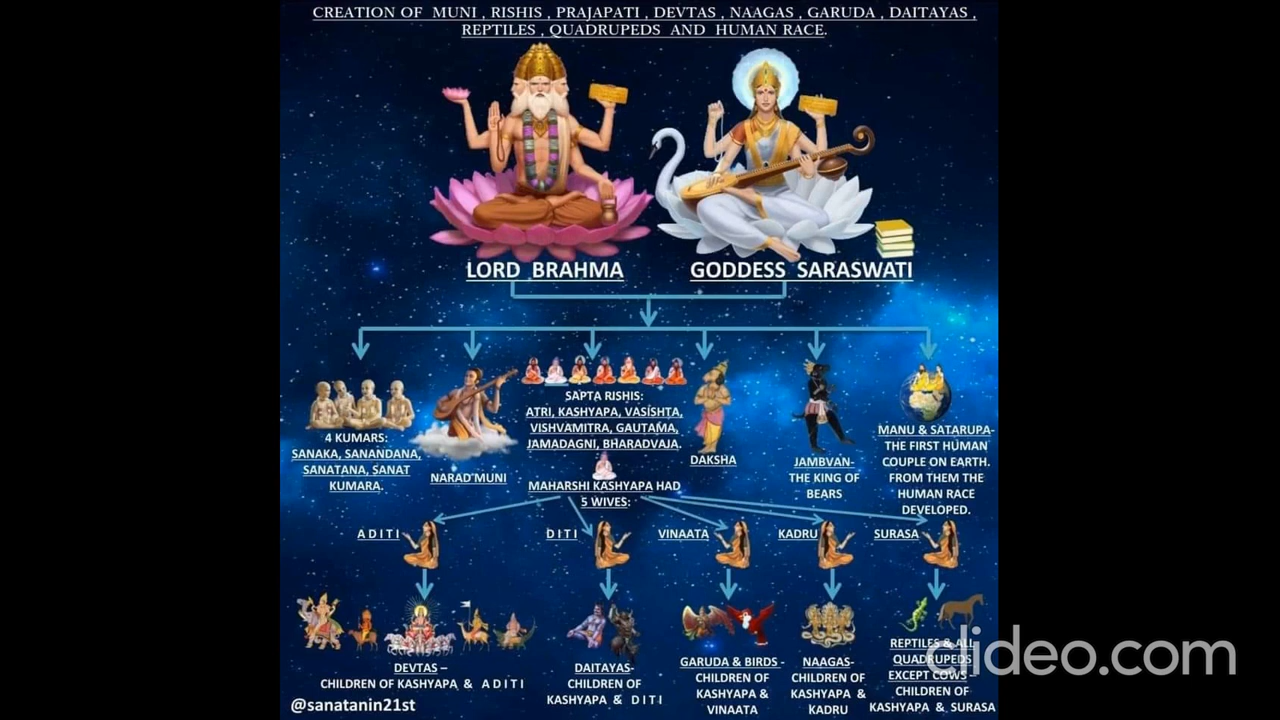 CREATION OF MUNI , RISHIS , PRAJAPATI , DEVTAS , NAAGAS , GARUDA , DAITAYAS ,
REPTILES , QUADRUPEDS AND HUMAN RACE.
LORD BRAHMA
GODDESS SARASWATI
4 KUMARS:
SANAKA, SANANDANA,
SANATANA, SANAT
KUMARA.
NARAD MUNI
SAPTA RISHIS:
ATRI, KASHYAPA, VASISHTA,
VISHVAMITRA, GAUTAMA,
JAMADAGNI, BHARADVAJA.
DAKSHA
JAMBVAN-
THE KING OF
BEARS
MANU & SATARUPA-
THE FIRST HUMAN
COUPLE ON EARTH.
FROM THEM THE
HUMAN RACE
DEVELOPED.
MAHARSHI KASHYAPA HAD
5 WIVES:
A D I T I
D I T I
VINAATA
KADRU
SURASA
DEVTAS –
CHILDREN OF KASHYAPA & A D I T I
DAITAYAS-
CHILDREN OF
KASHYAPA & D I T I
GARUDA & BIRDS -
CHILDREN OF
KASHYAPA &
VINAATA
NAAGAS-
CHILDREN OF
KASHYAPA &
KADRU
REPTILES & ALL
QUADRUPEDS
EXCEPT COWS –
CHILDREN OF
KASHYAPA & SURASA
@sanatanin21st
clideo.com